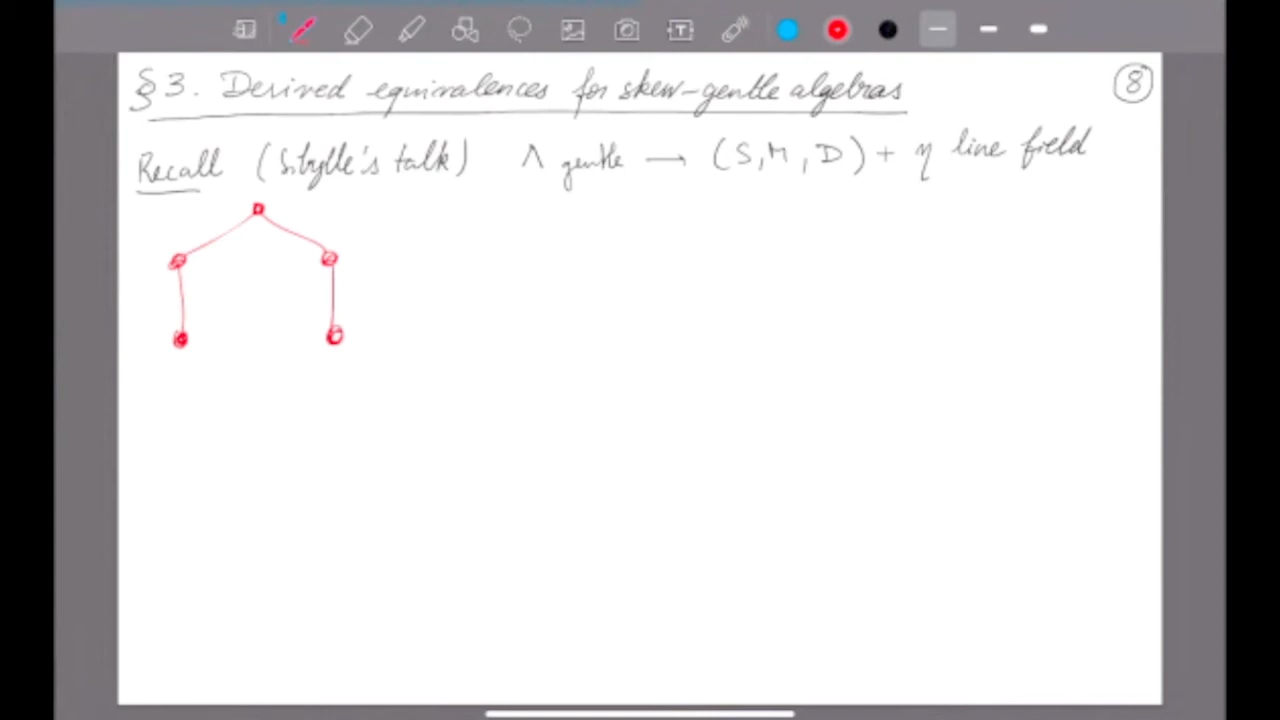 §3. Derived equivalences for skew-gentle algebras
8
Recall (Sibylle's talk) Λ gentle → (S, M, D) + η line field